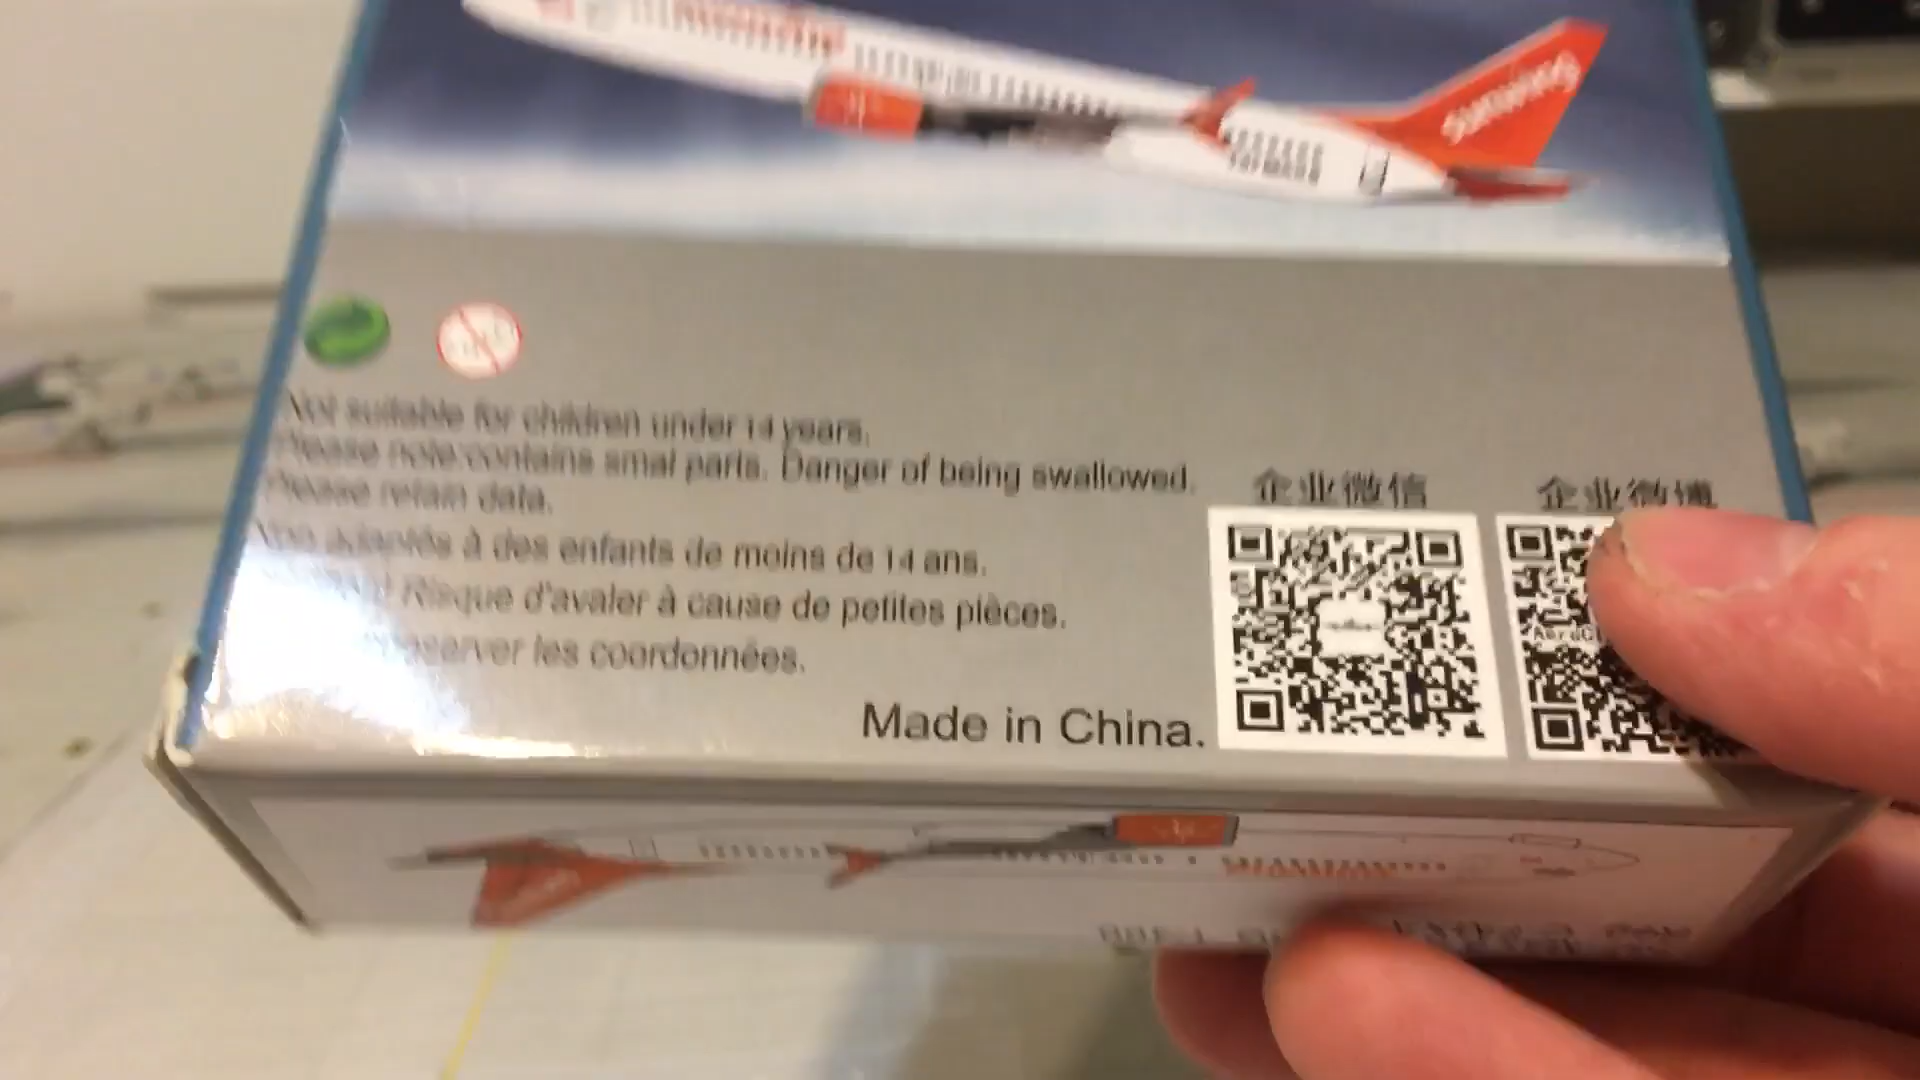 sunwing
Not suitable for children under 14 years.
Please note:contains smal parts. Danger of being swallowed.
Please retain data.
Non adaptés à des enfants de moins de 14 ans.
Risque d'avaler à cause de petites pièces.
les coordonnées.
企业微信
企业微博
Made in China.